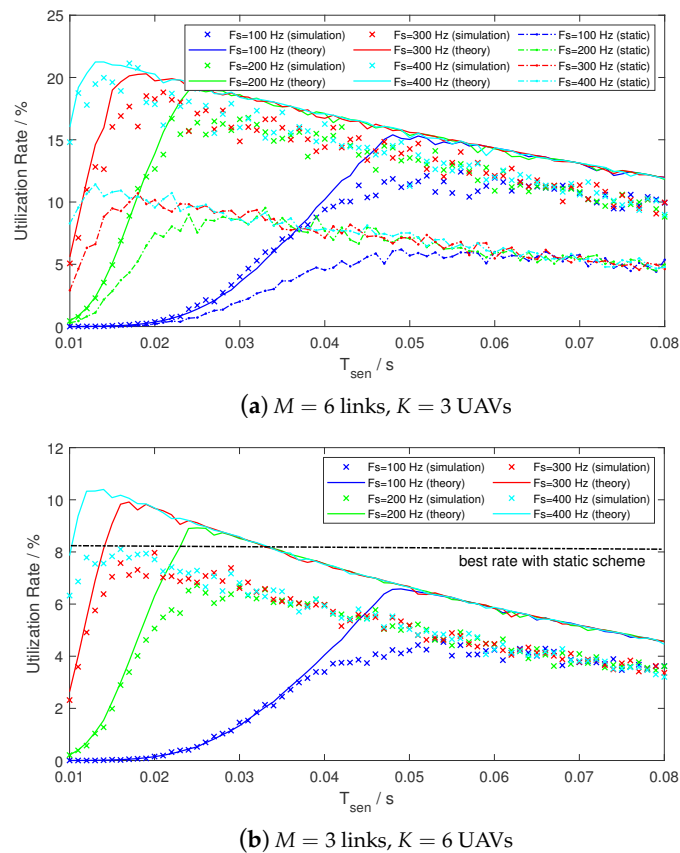 Fs=100 Hz (simulation) Fs=300 Hz (simulation) Fs=100 Hz (static)
Fs=100 Hz (theory) Fs=300 Hz (theory) Fs=200 Hz (static)
Fs=200 Hz (simulation) Fs=400 Hz (simulation) Fs=300 Hz (static)
Fs=200 Hz (theory) Fs=400 Hz (theory) Fs=400 Hz (static)
Utilization Rate / %
25
20
15
10
5
0
0.01 0.02 0.03 0.04 0.05 0.06 0.07 0.08
T_sen / s
(a) M = 6 links, K = 3 UAVs
Fs=100 Hz (simulation) Fs=300 Hz (simulation)
Fs=100 Hz (theory) Fs=300 Hz (theory)
Fs=200 Hz (simulation) Fs=400 Hz (simulation)
Fs=200 Hz (theory) Fs=400 Hz (theory)
best rate with static scheme
Utilization Rate / %
12
10
8
6
4
2
0
0.01 0.02 0.03 0.04 0.05 0.06 0.07 0.08
T_sen / s
(b) M = 3 links, K = 6 UAVs